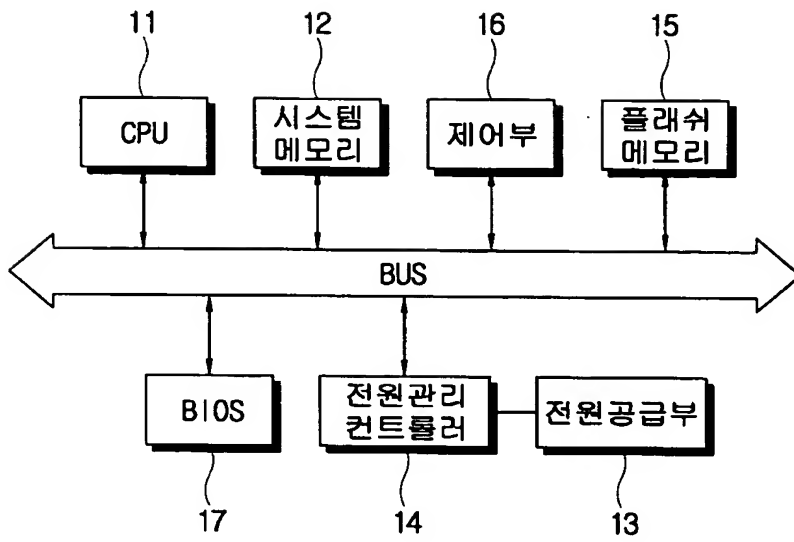 11 12 16 15
CPU
시스템
메모리
제어부
플래쉬
메모리
BUS
BIOS
전원관리
컨트롤러
전원공급부
17 14 13